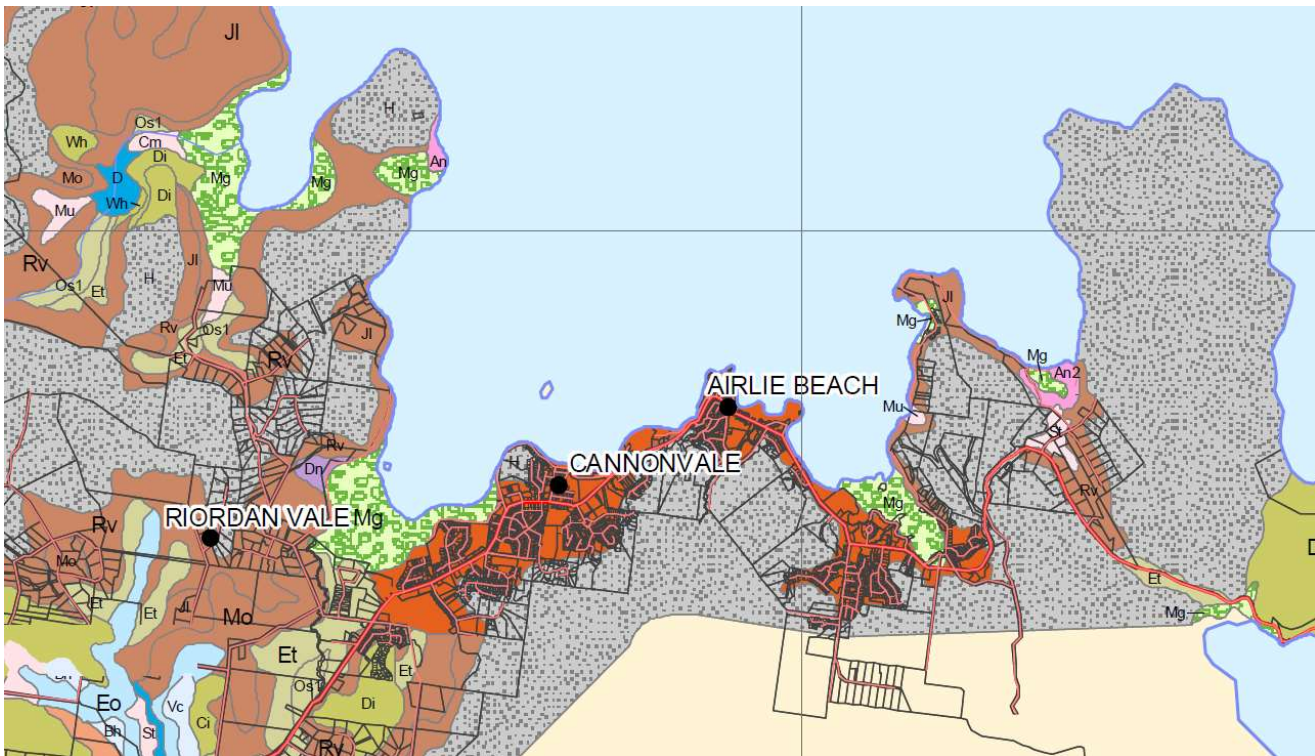 Jl
Os1
H
Wh
Cm
Di
An
Mo
D
Mg
Mg
Mg
Wh
Di
Mu
Rv
Jl
H
Os1
Et
Mu
Jl
Mg
Rv
Os1
Jl
Et
Rv
Mg
An2
AIRLIE BEACH
Mu
St
Rv
H
CANNONVALE
Dn
Mg
Rv
Rv
RIORDAN VALE
Mg
Mo
Et
Et
Jl
Mo
Et
Mg
D
Et
Et
Os1
Di
Eo
Vc
Ci
St
Bh
Rv